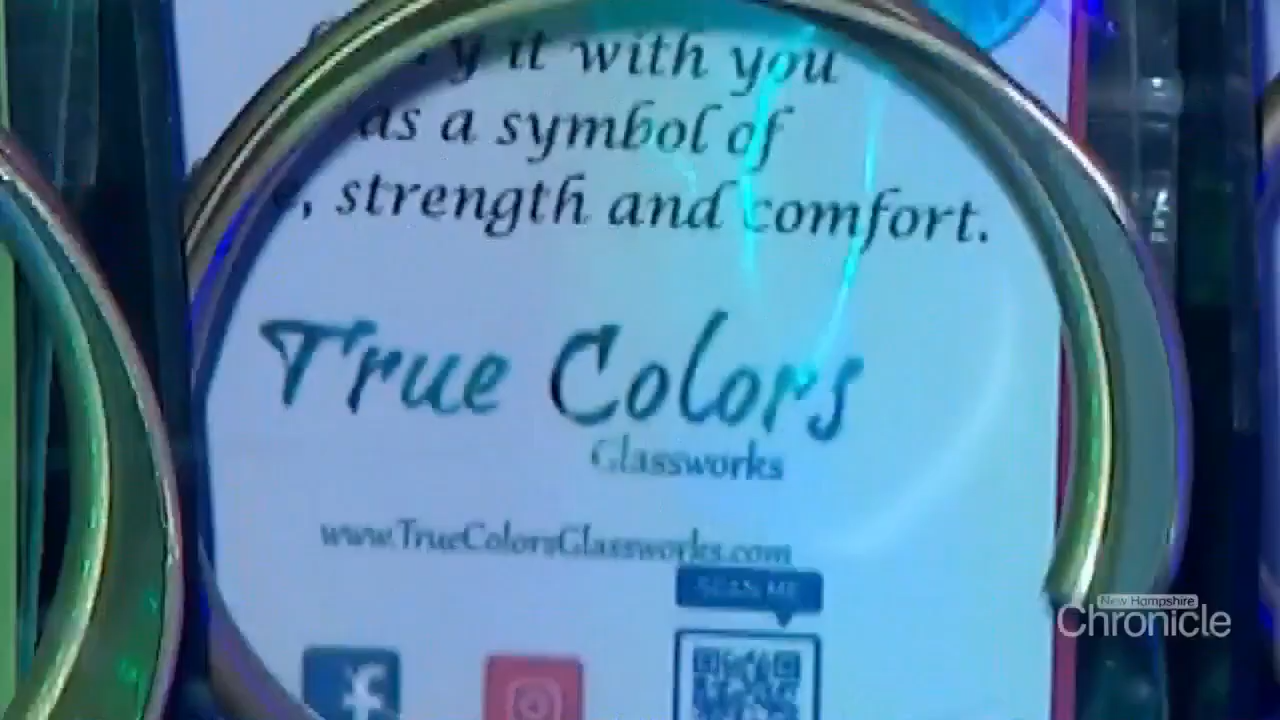 it with you
as a symbol of
, strength and comfort.
True Colors
Glassworks
www.TrueColorsGlassworks.com
SCAN ME
New Hampshire
Chronicle